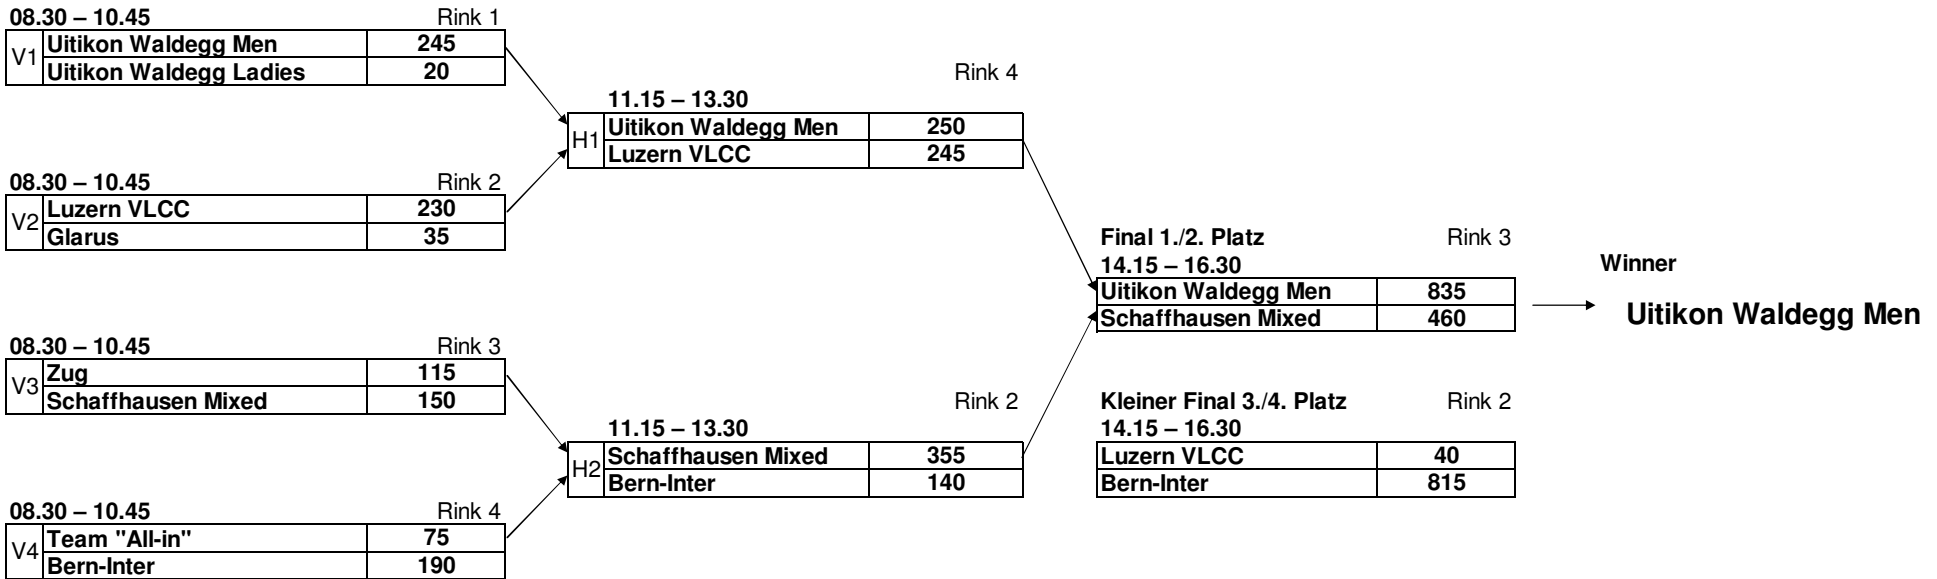 08.30 – 10.45 Rink 1
V1 Uitikon Waldegg Men 245
Uitikon Waldegg Ladies 20
08.30 – 10.45 Rink 2
V2 Luzern VLCC 230
Glarus 35
08.30 – 10.45 Rink 3
V3 Zug 115
Schaffhausen Mixed 150
08.30 – 10.45 Rink 4
V4 Team "All-in" 75
Bern-Inter 190
Rink 4
11.15 – 13.30
H1 Uitikon Waldegg Men 250
Luzern VLCC 245
Rink 2
11.15 – 13.30
H2 Schaffhausen Mixed 355
Bern-Inter 140
Final 1./2. Platz Rink 3
14.15 – 16.30
Uitikon Waldegg Men 835
Schaffhausen Mixed 460
Kleiner Final 3./4. Platz Rink 2
14.15 – 16.30
Luzern VLCC 40
Bern-Inter 815
Winner
Uitikon Waldegg Men